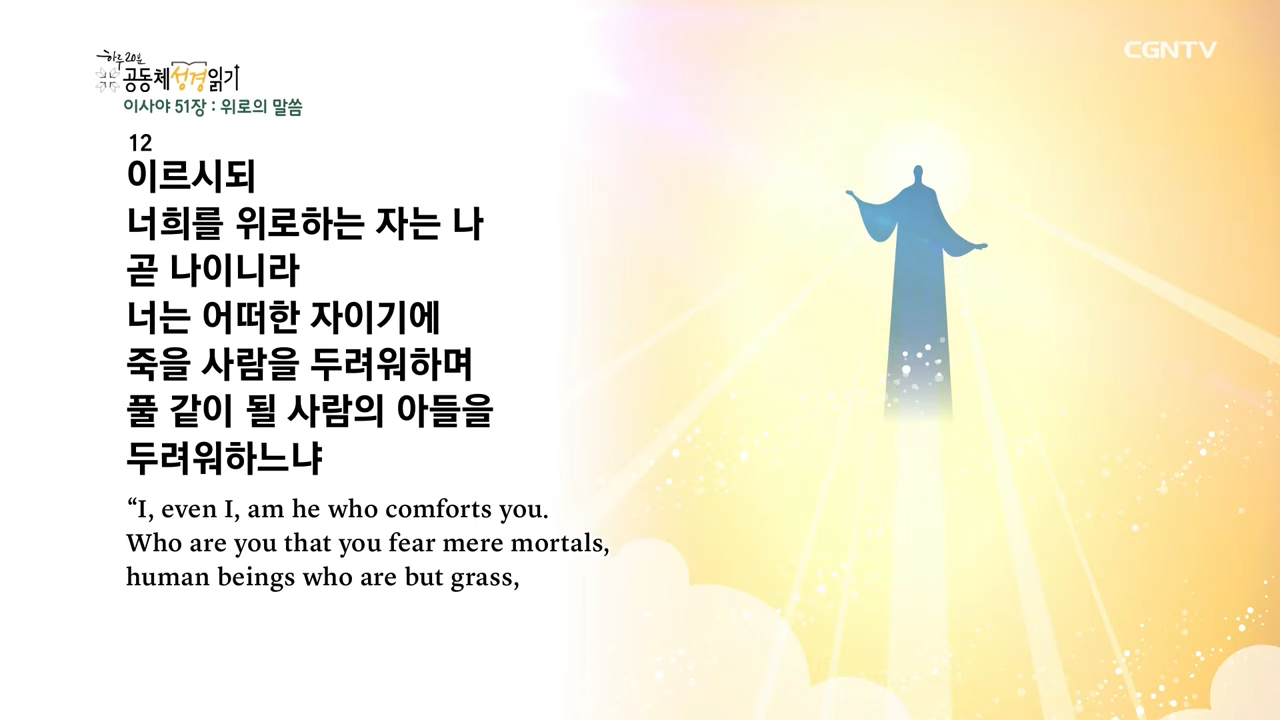 하루 20분
공동체성경읽기
CGNTV
이사야 51장 : 위로의 말씀
12
이르시되
너희를 위로하는 자는 나
곧 나이니라
너는 어떠한 자이기에
죽을 사람을 두려워하며
풀 같이 될 사람의 아들을
두려워하느냐
“I, even I, am he who comforts you.
Who are you that you fear mere mortals,
human beings who are but grass,